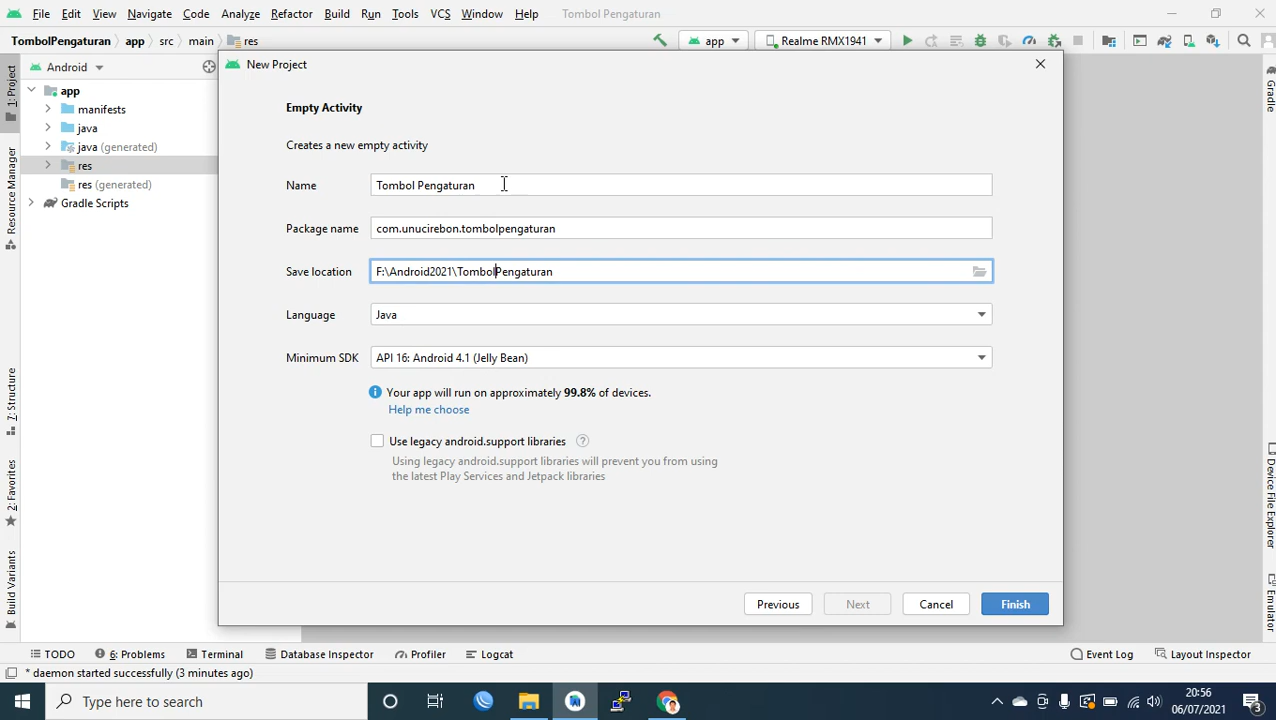 File Edit View Navigate Code Analyze Refactor Build Run Tools VCS Window Help Tombol Pengaturan
TombolPengaturan app src main res app Realme RMX1941
Android
New Project
Empty Activity
Creates a new empty activity
Name Tombol Pengaturan
Package name com.unucirebon.tombolpengaturan
Save location F:\Android2021\TombolPengaturan
Language Java
Minimum SDK API 16: Android 4.1 (Jelly Bean)
Your app will run on approximately 99.8% of devices.
Help me choose
Use legacy android.support libraries ?
Using legacy android.support libraries will prevent you from using
the latest Play Services and Jetpack libraries
Previous Next Cancel Finish
app
manifests
java
java (generated)
res
res (generated)
Gradle Scripts
1: Project
Resource Manager
7: Structure
2: Favorites
Build Variants
Gradle
Device File Explorer
Emulator
TODO 6: Problems Terminal Database Inspector Profiler Logcat Event Log Layout Inspector
* daemon started successfully (3 minutes ago)
Type here to search
20:56
06/07/2021
3